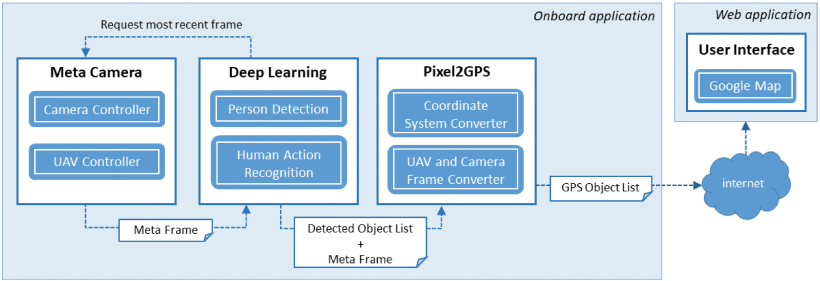 Onboard application
Web application
Request most recent frame
Meta Camera
Camera Controller
UAV Controller
Deep Learning
Person Detection
Human Action
Recognition
Pixel2GPS
Coordinate
System Converter
UAV and Camera
Frame Converter
User Interface
Google Map
Meta Frame
Detected Object List
+
Meta Frame
GPS Object List
internet